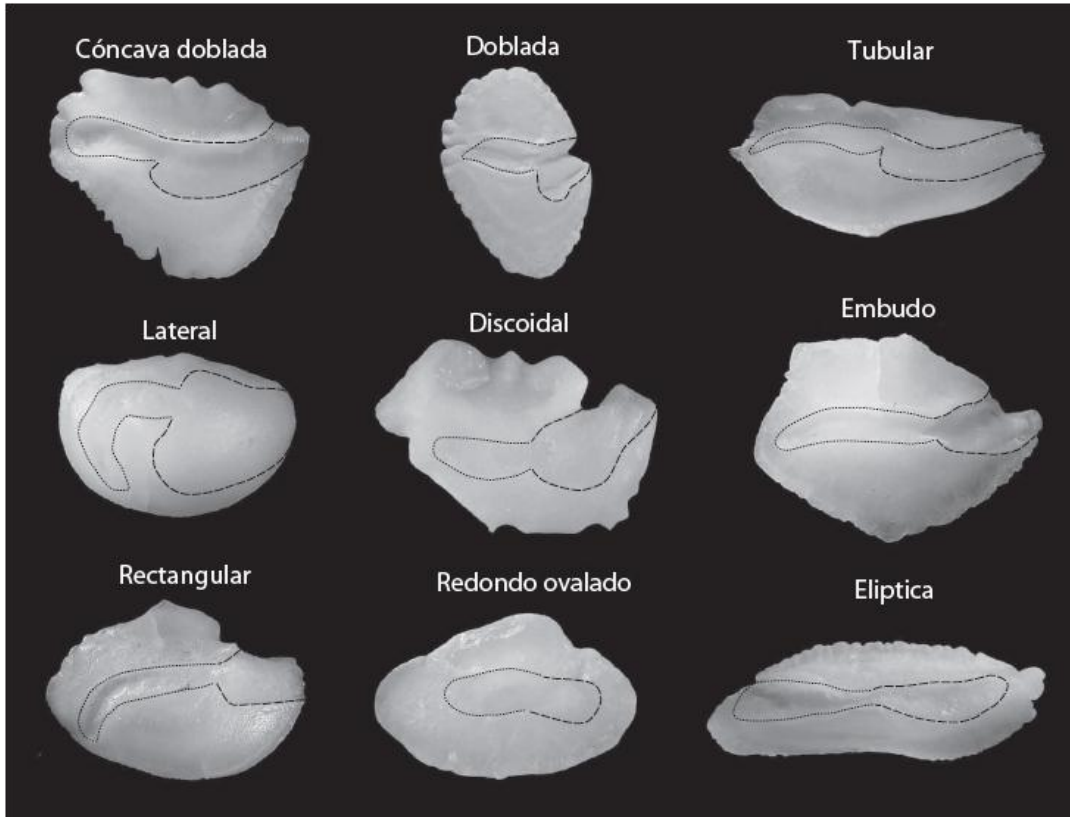 Cóncava doblada
Doblada
Tubular
Lateral
Discoidal
Embudo
Rectangular
Redondo ovalado
Eliptica